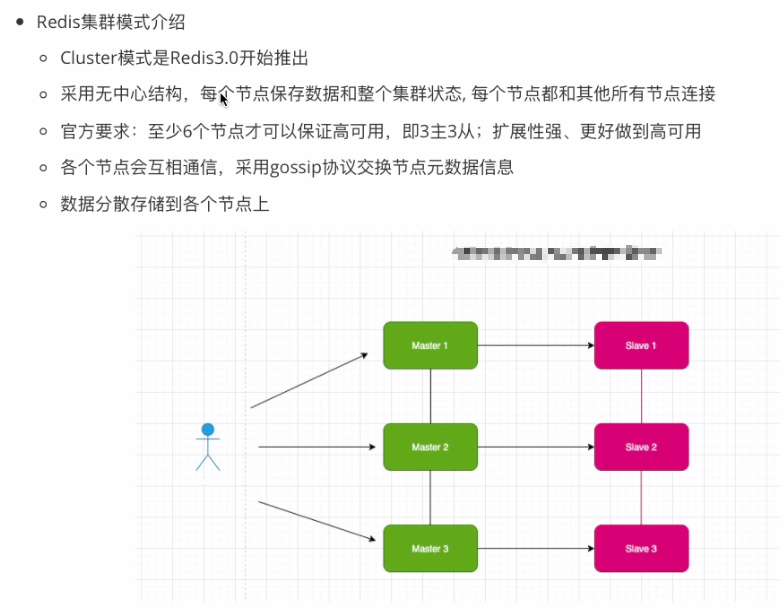 Redis集群模式介绍
Cluster模式是Redis3.0开始推出
采用无中心结构，每个节点保存数据和整个集群状态, 每个节点都和其他所有节点连接
官方要求：至少6个节点才可以保证高可用，即3主3从；扩展性强、更好做到高可用
各个节点会互相通信，采用gossip协议交换节点元数据信息
数据分散存储到各个节点上
Master 1
Slave 1
Master 2
Slave 2
Master 3
Slave 3